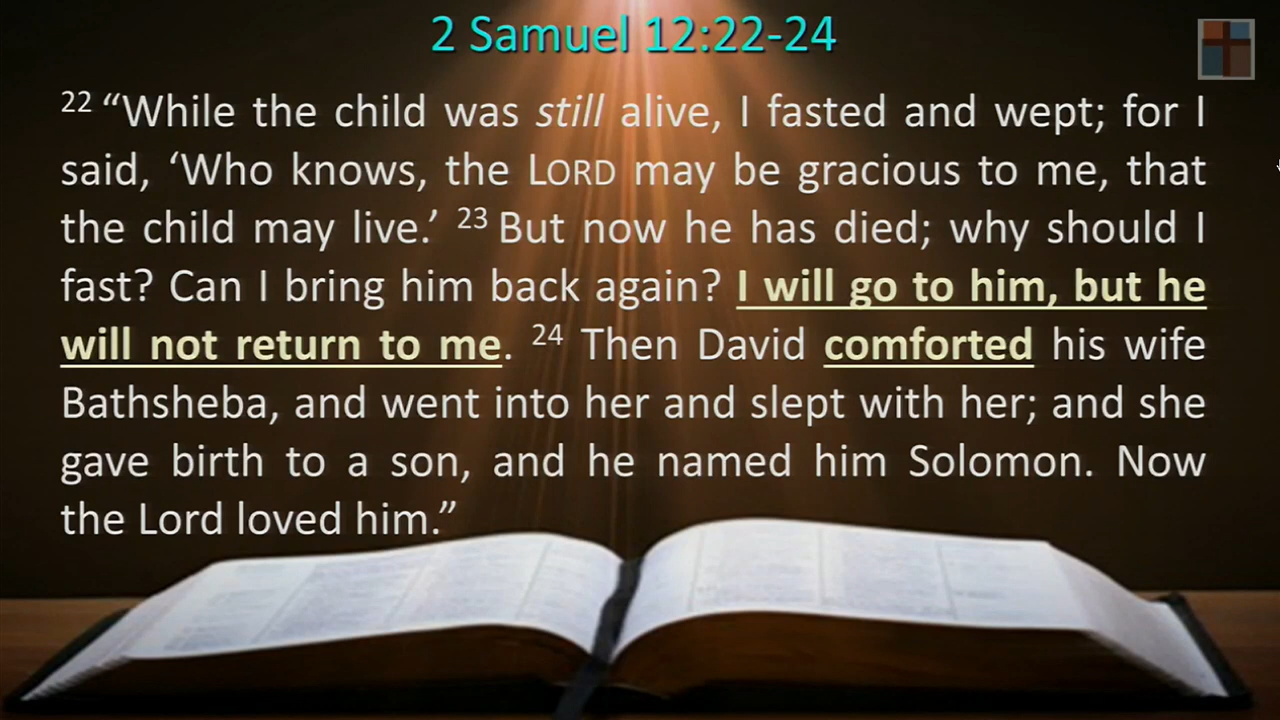 2 Samuel 12:22-24
22 “While the child was still alive, I fasted and wept; for I
said, ‘Who knows, the LORD may be gracious to me, that
the child may live.’ 23 But now he has died; why should I
fast? Can I bring him back again? I will go to him, but he
will not return to me. 24 Then David comforted his wife
Bathsheba, and went into her and slept with her; and she
gave birth to a son, and he named him Solomon. Now
the Lord loved him.”